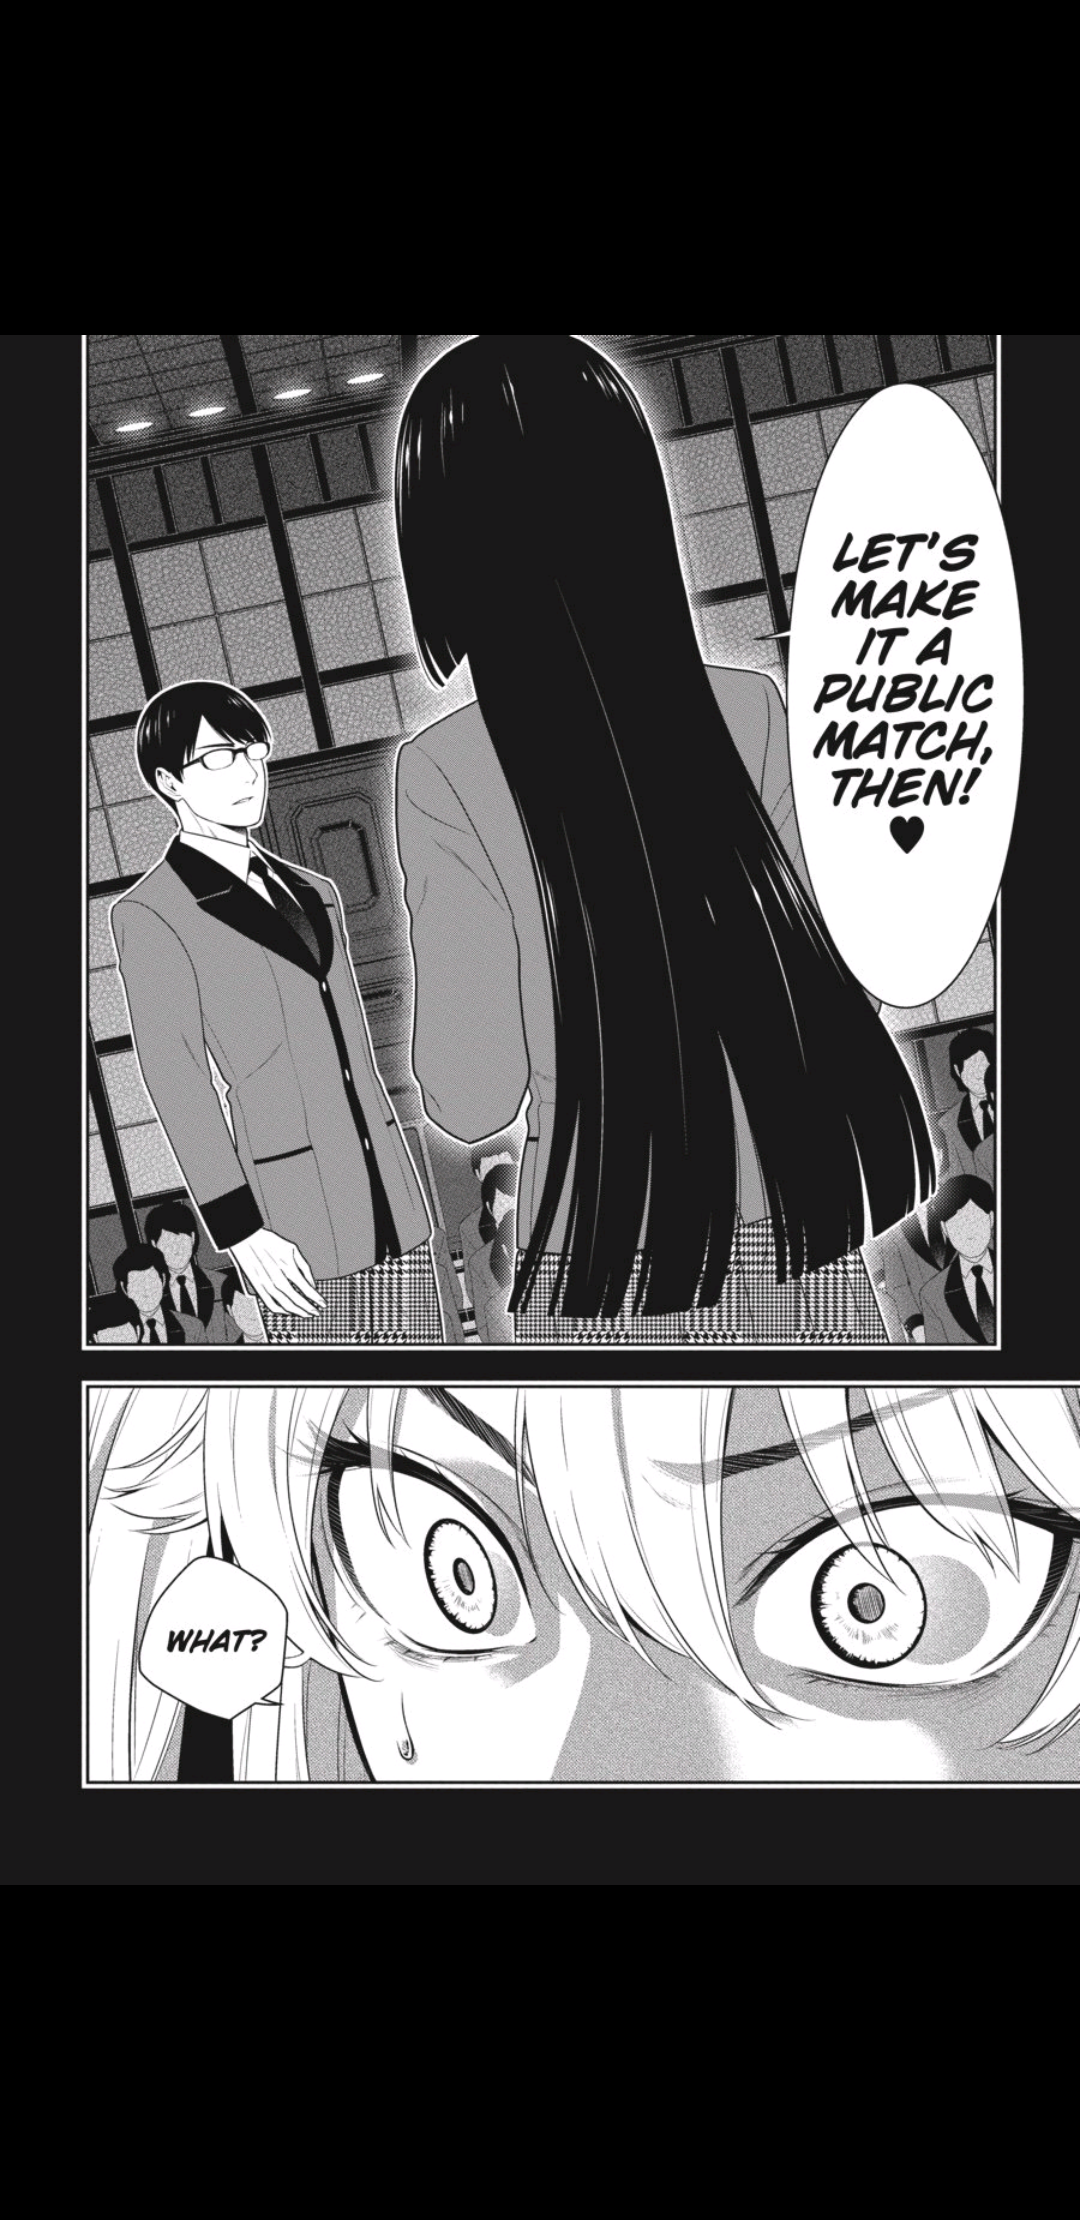 LET'S
MAKE
IT A
PUBLIC
MATCH,
THEN!
♥
WHAT?